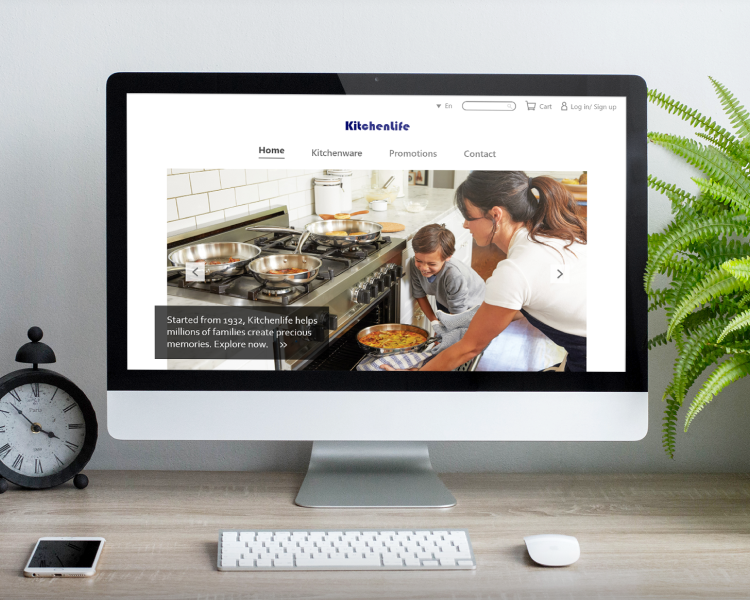 En
Cart
Log in/ Sign up
KitchenLife
Home
Kitchenware
Promotions
Contact
Started from 1932, Kitchenlife helps
millions of families create precious
memories. Explore now. >>
Paris